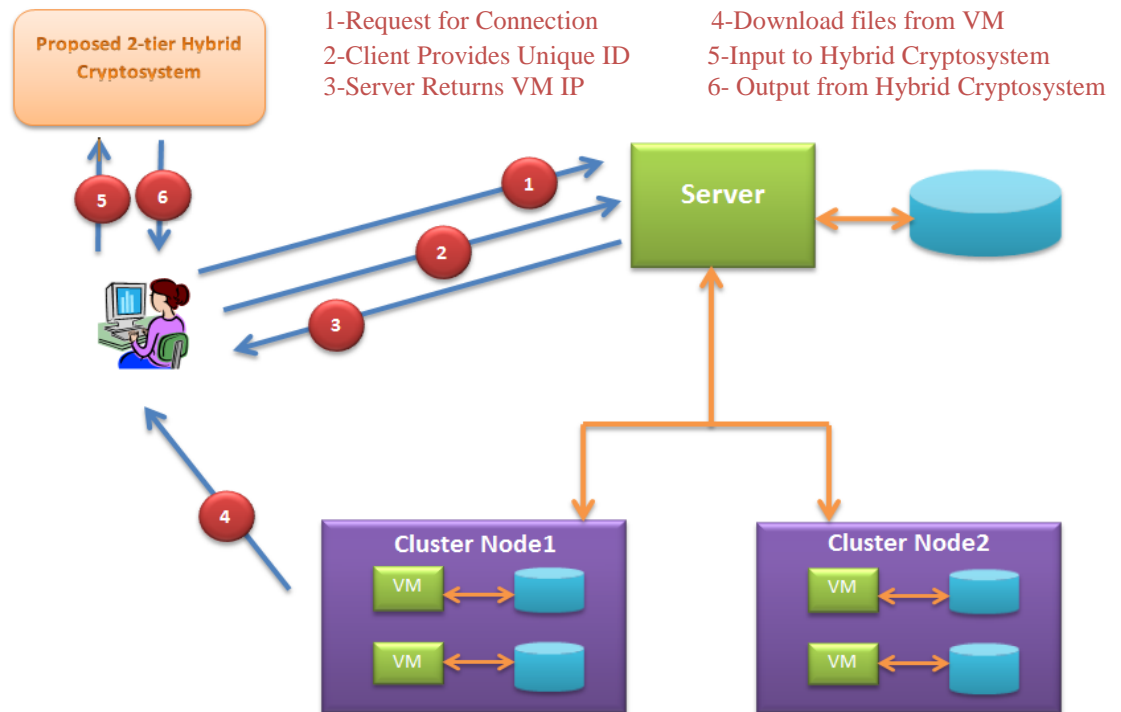 Proposed 2-tier Hybrid
Cryptosystem
1-Request for Connection
2-Client Provides Unique ID
3-Server Returns VM IP
4-Download files from VM
5-Input to Hybrid Cryptosystem
6- Output from Hybrid Cryptosystem
5
6
1
2
3
Server
4
Cluster Node1
VM
VM
Cluster Node2
VM
VM